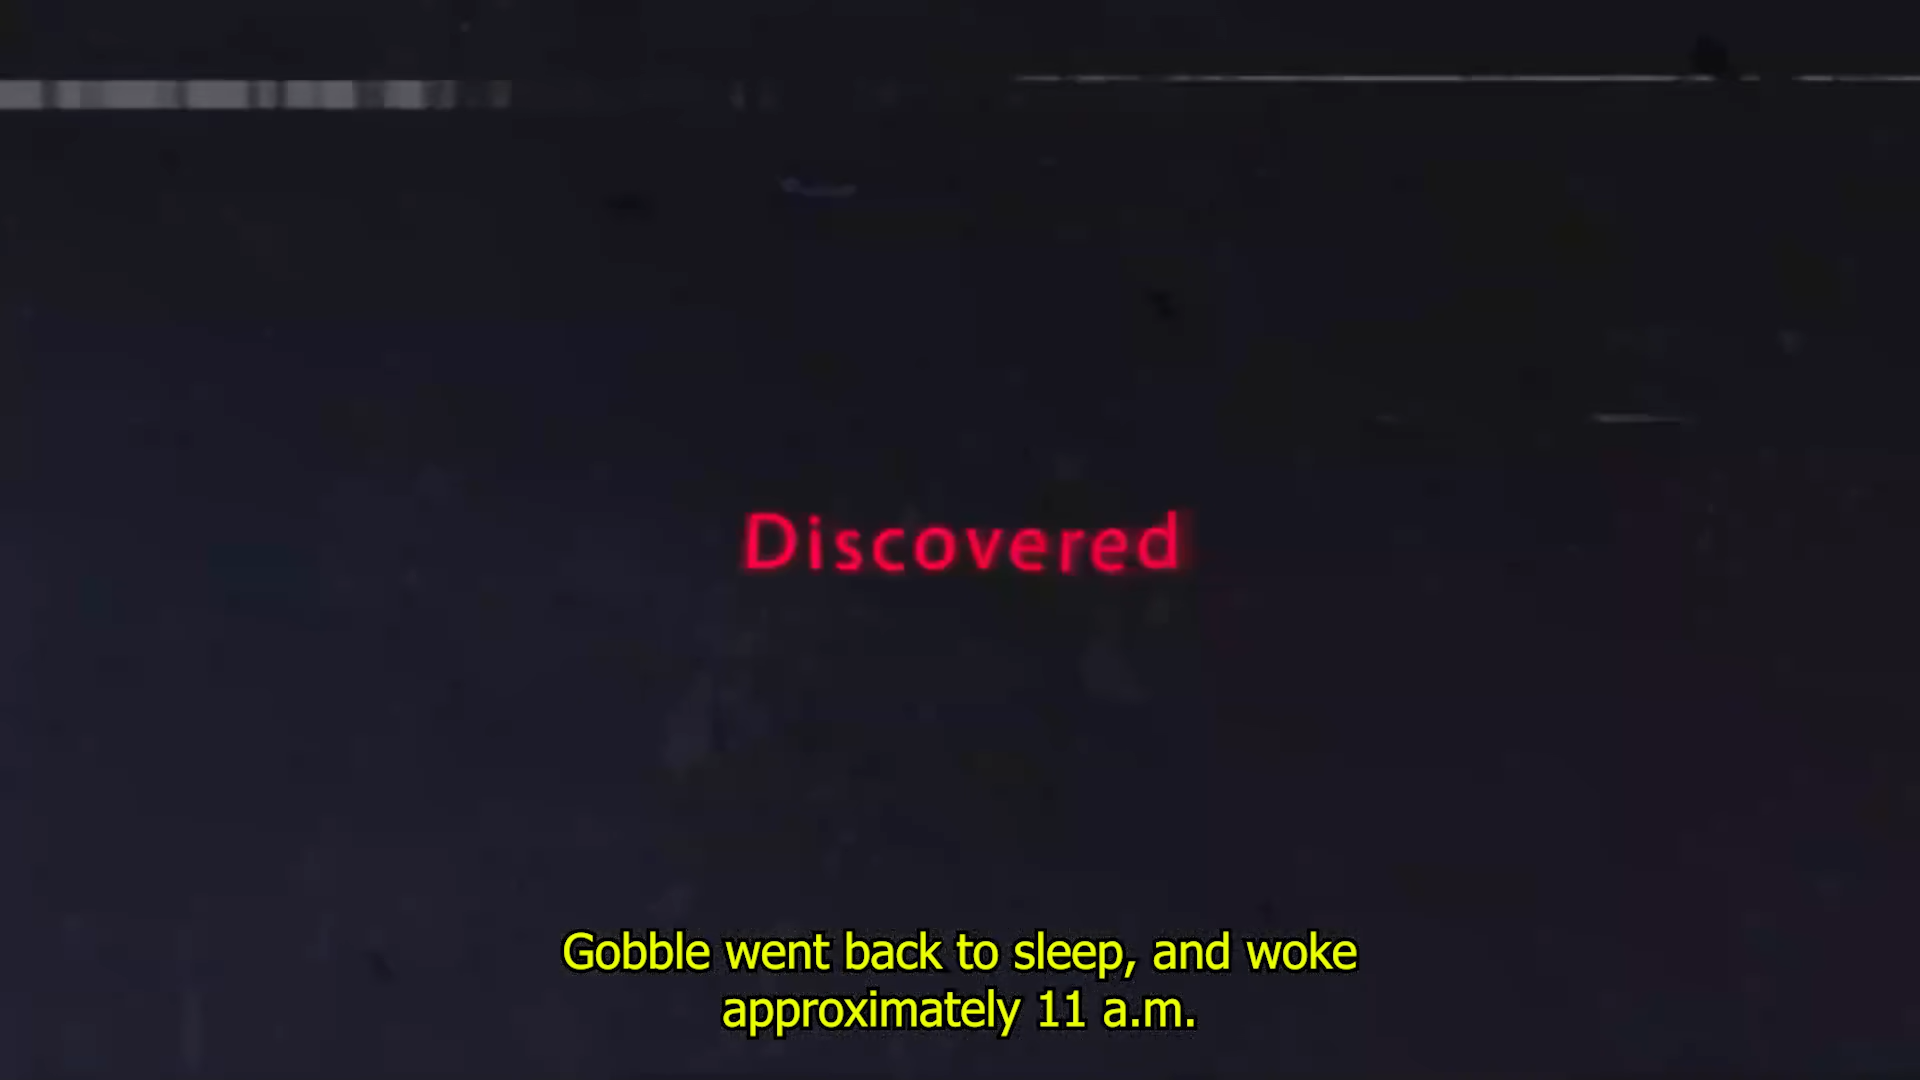 Discovered
Gobble went back to sleep, and woke
approximately 11 a.m.